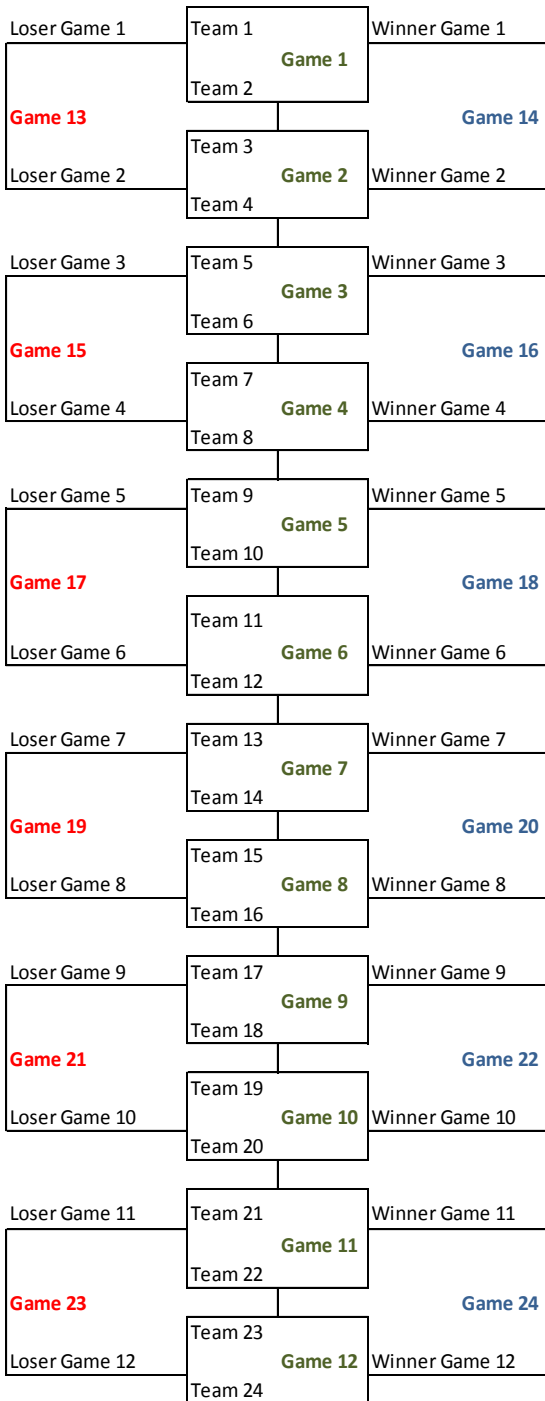 Loser Game 1 Team 1 Winner Game 1
Game 1
Team 2
Game 13 Game 14
Team 3
Loser Game 2 Game 2 Winner Game 2
Team 4
Loser Game 3 Team 5 Winner Game 3
Game 3
Team 6
Game 15 Game 16
Team 7
Loser Game 4 Game 4 Winner Game 4
Team 8
Loser Game 5 Team 9 Winner Game 5
Game 5
Team 10
Game 17 Game 18
Team 11
Loser Game 6 Game 6 Winner Game 6
Team 12
Loser Game 7 Team 13 Winner Game 7
Game 7
Team 14
Game 19 Game 20
Team 15
Loser Game 8 Game 8 Winner Game 8
Team 16
Loser Game 9 Team 17 Winner Game 9
Game 9
Team 18
Game 21 Game 22
Team 19
Loser Game 10 Game 10 Winner Game 10
Team 20
Loser Game 11 Team 21 Winner Game 11
Game 11
Team 22
Game 23 Game 24
Team 23
Loser Game 12 Game 12 Winner Game 12
Team 24